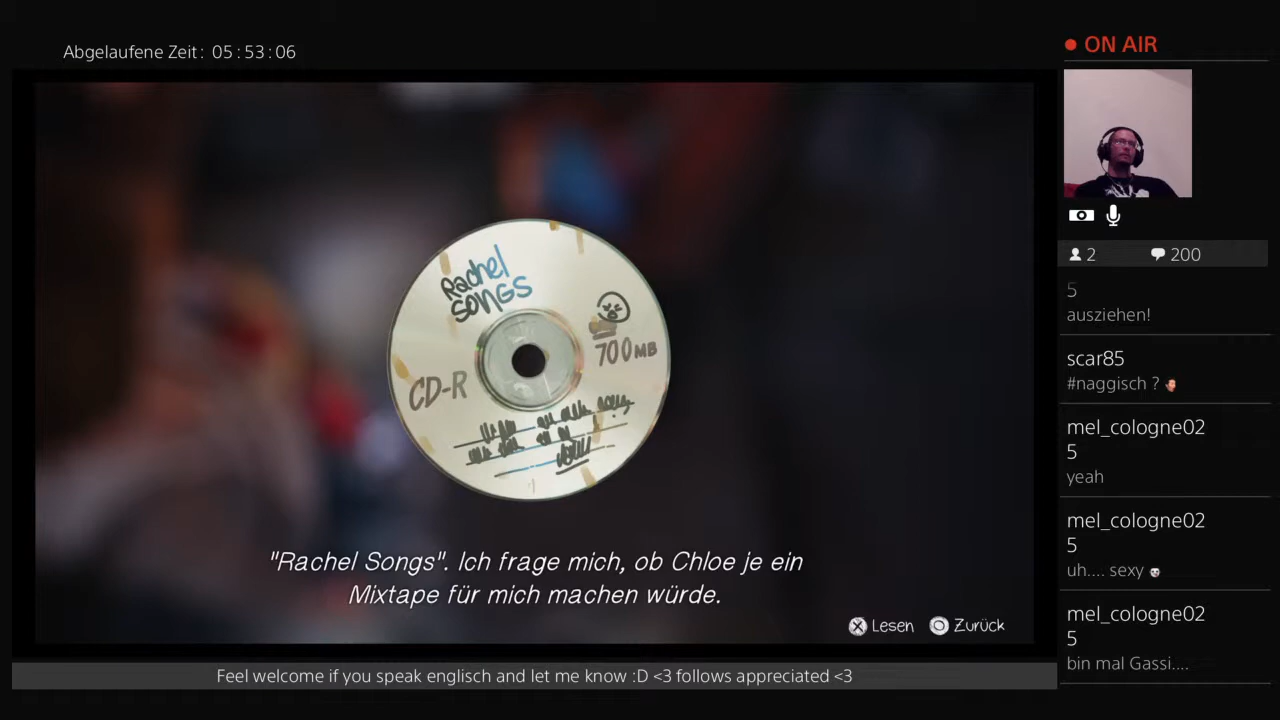 Abgelaufene Zeit: 05:53:06
ON AIR
2
200
5
ausziehen!
scar85
#naggisch ?
mel_cologne02
5
yeah
mel_cologne02
5
uh.... sexy
mel_cologne02
5
bin mal Gassi....
Rachel
SONGS
700MB
CD-R
"Rachel Songs". Ich frage mich, ob Chloe je ein
Mixtape für mich machen würde.
Lesen
Zurück
Feel welcome if you speak englisch and let me know :D <3 follows appreciated <3